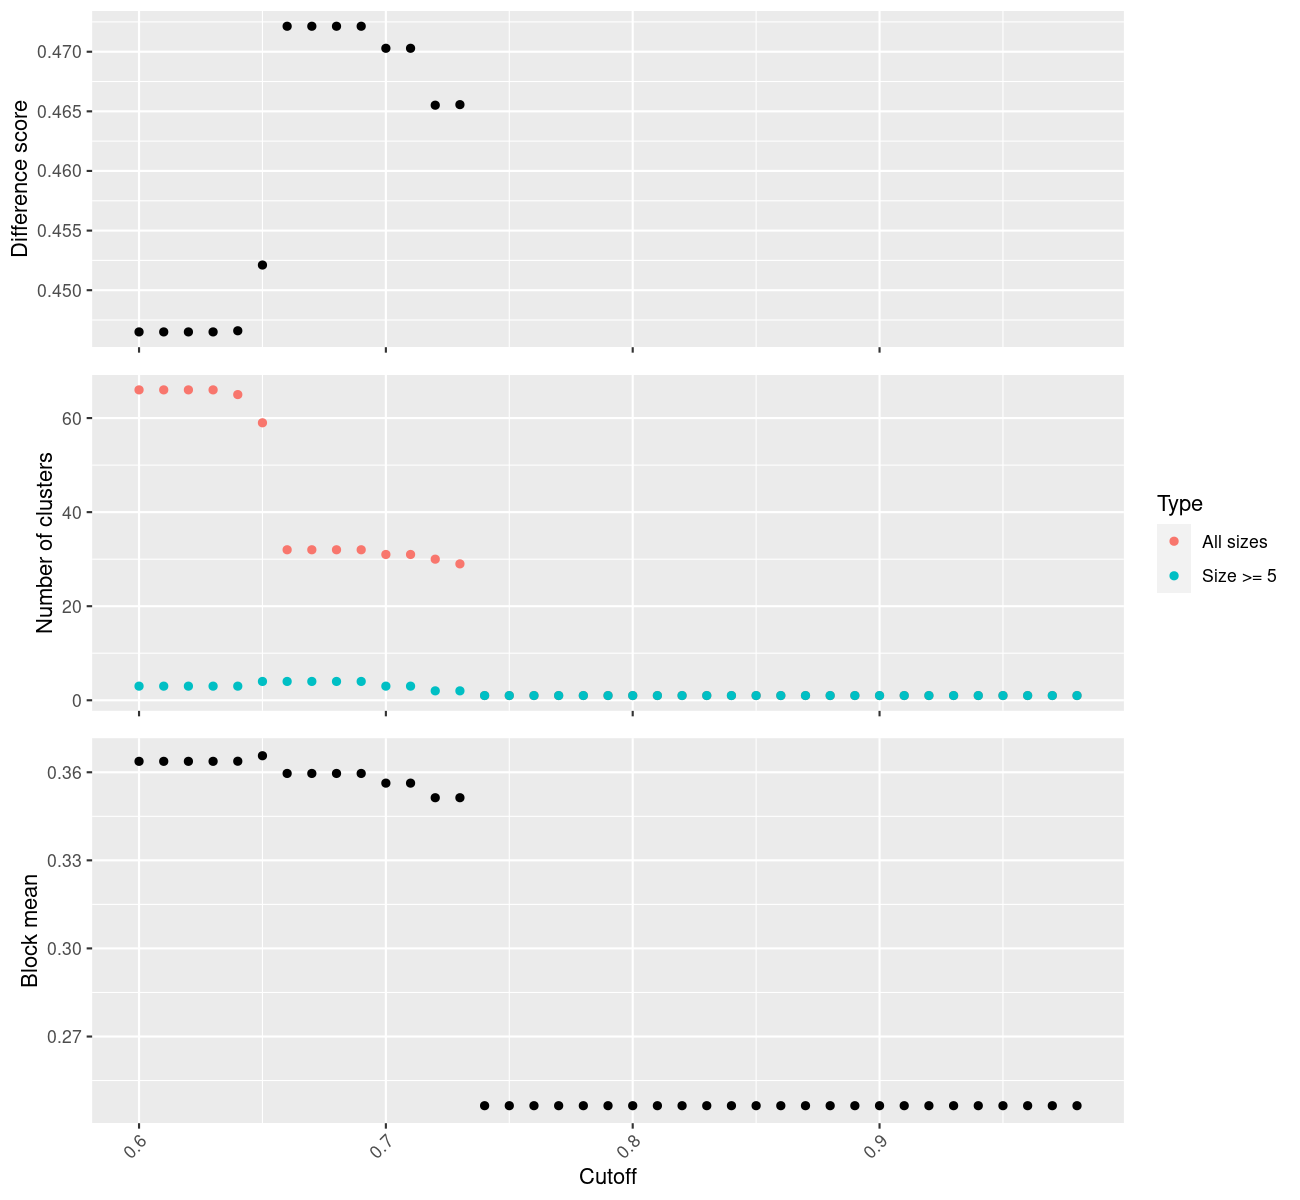 Difference score
0.470
0.465
0.460
0.455
0.450
Number of clusters
60
40
20
0
Type
All sizes
Size >= 5
Block mean
0.36
0.33
0.30
0.27
0.6
0.7
0.8
0.9
Cutoff